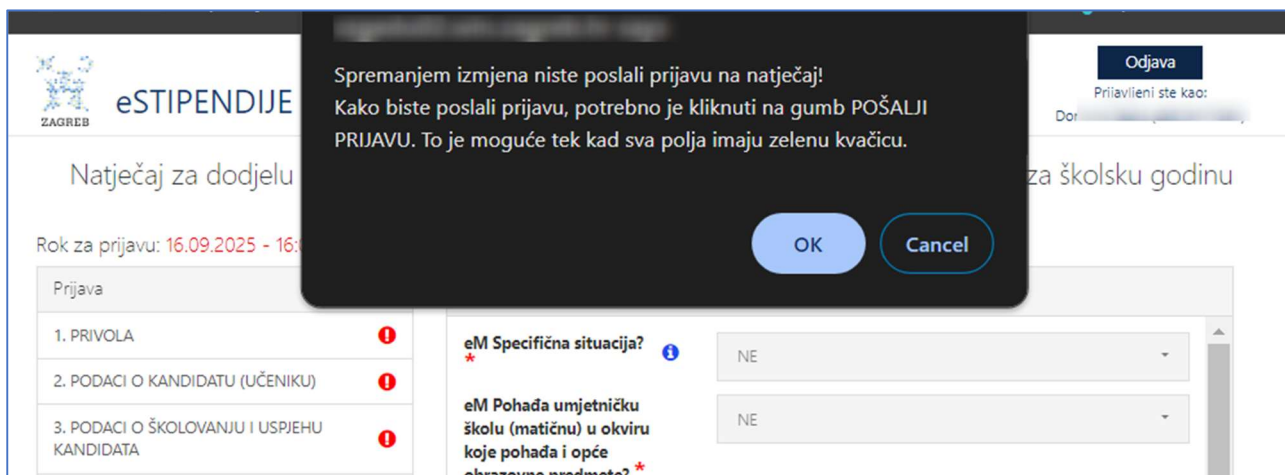 Spremanjem izmjena niste poslali prijavu na natječaj!
Kako biste poslali prijavu, potrebno je kliknuti na gumb POŠALJI
PRIJAVU. To je moguće tek kad sva polja imaju zelenu kvačicu.
OK
Cancel
ZAGREB
eSTIPENDIJE
Odjava
Prijavljeni ste kao:
Natječaj za dodjelu
za školsku godinu
Rok za prijavu: 16.09.2025 - 16:
Prijava
1. PRIVOLA
2. PODACI O KANDIDATU (UČENIKU)
3. PODACI O ŠKOLOVANJU I USPJEHU
KANDIDATA
eM Specifična situacija?
*
NE
eM Pohađa umjetničku
školu (matičnu) u okviru
koje pohađa i opće
obrazovne predmete? *
NE